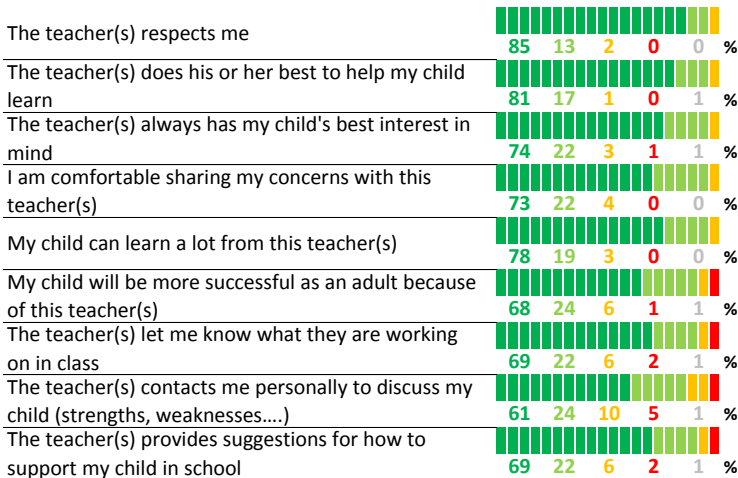 The teacher(s) respects me
85 13 2 0 0 %
The teacher(s) does his or her best to help my child
learn
81 17 1 0 1 %
The teacher(s) always has my child's best interest in
mind
74 22 3 1 1 %
I am comfortable sharing my concerns with this
teacher(s)
73 22 4 0 0 %
My child can learn a lot from this teacher(s)
78 19 3 0 0 %
My child will be more successful as an adult because
of this teacher(s)
68 24 6 1 1 %
The teacher(s) let me know what they are working
on in class
69 22 6 2 1 %
The teacher(s) contacts me personally to discuss my
child (strengths, weaknesses....)
61 24 10 5 1 %
The teacher(s) provides suggestions for how to
support my child in school
69 22 6 2 1 %